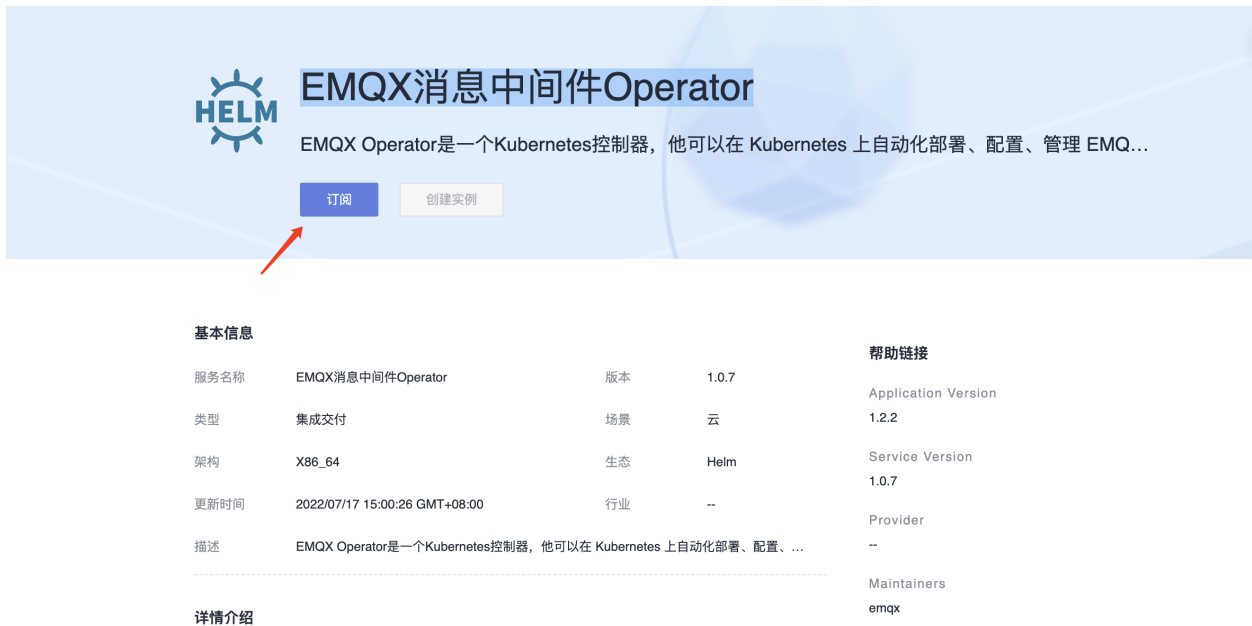 HELM
EMQX消息中间件Operator
EMQX Operator是一个Kubernetes控制器，他可以在 Kubernetes 上自动化部署、配置、管理 EMQ...
订阅 创建实例
基本信息
服务名称 EMQX消息中间件Operator 版本 1.0.7
类型 集成交付 场景 云
架构 X86_64 生态 Helm
更新时间 2022/07/17 15:00:26 GMT+08:00 行业 --
描述 EMQX Operator是一个Kubernetes控制器，他可以在 Kubernetes 上自动化部署、配置、...
详情介绍
帮助链接
Application Version
1.2.2
Service Version
1.0.7
Provider
--
Maintainers
emqx